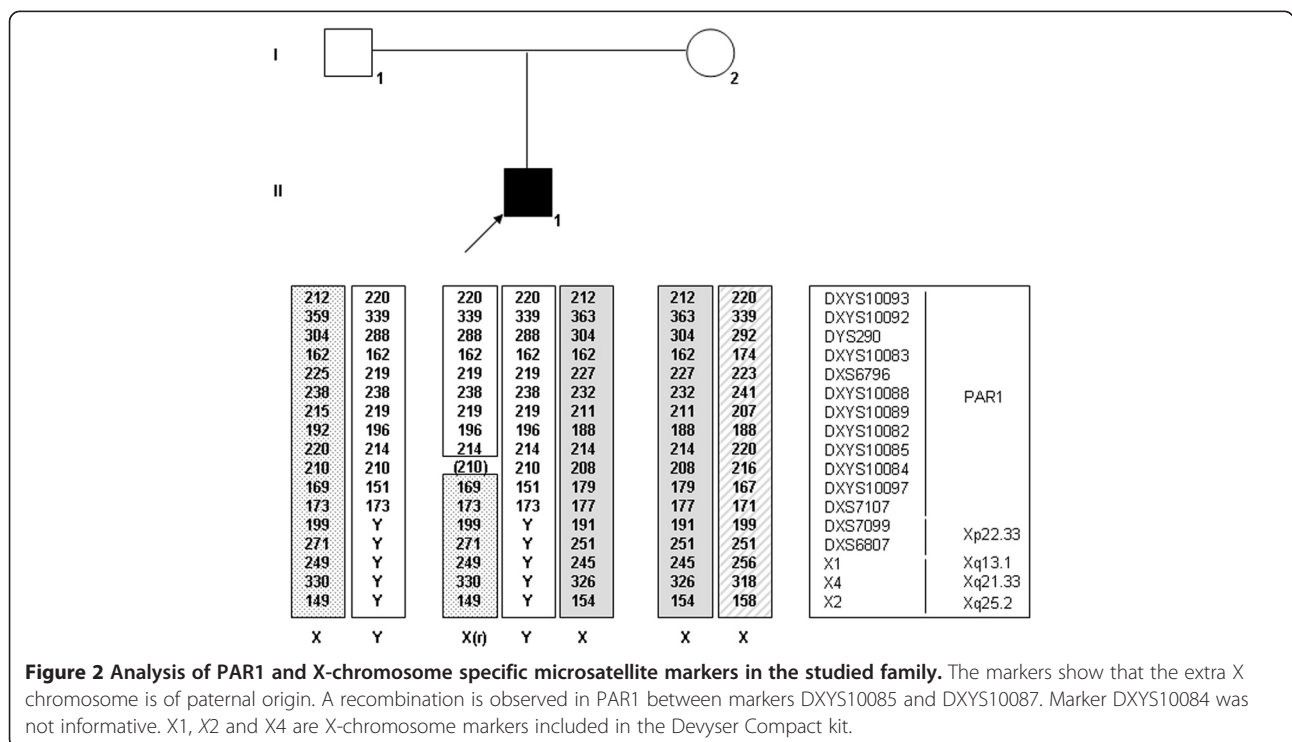 I
1
2
II
1
212 220 220 220 212 212 220 DXYS10093
359 339 339 339 363 363 339 DXYS10092
304 288 288 288 304 304 292 DYS290
162 162 162 162 162 162 174 DXYS10083
225 219 219 219 227 227 223 DXS6796
238 238 238 238 232 232 241 DXYS10088 PAR1
215 219 219 219 211 211 207 DXYS10089
192 196 196 196 188 188 188 DXYS10082
220 214 214 214 214 214 220 DXYS10085
210 210 (210) 210 208 208 216 DXYS10084
169 151 169 151 179 179 167 DXYS10097
173 173 173 173 177 177 171 DXS7107
199 Y 199 Y 191 191 199 DXS7099 Xp22.33
271 Y 271 Y 251 251 251 DXS6807
249 Y 249 Y 245 245 256 X1 Xq13.1
330 Y 330 Y 326 326 318 X4 Xq21.33
149 Y 149 Y 154 154 158 X2 Xq25.2
X Y X(r) Y X X X
Figure 2 Analysis of PAR1 and X-chromosome specific microsatellite markers in the studied family. The markers show that the extra X
chromosome is of paternal origin. A recombination is observed in PAR1 between markers DXYS10085 and DXYS10087. Marker DXYS10084 was
not informative. X1, X2 and X4 are X-chromosome markers included in the Devyser Compact kit.